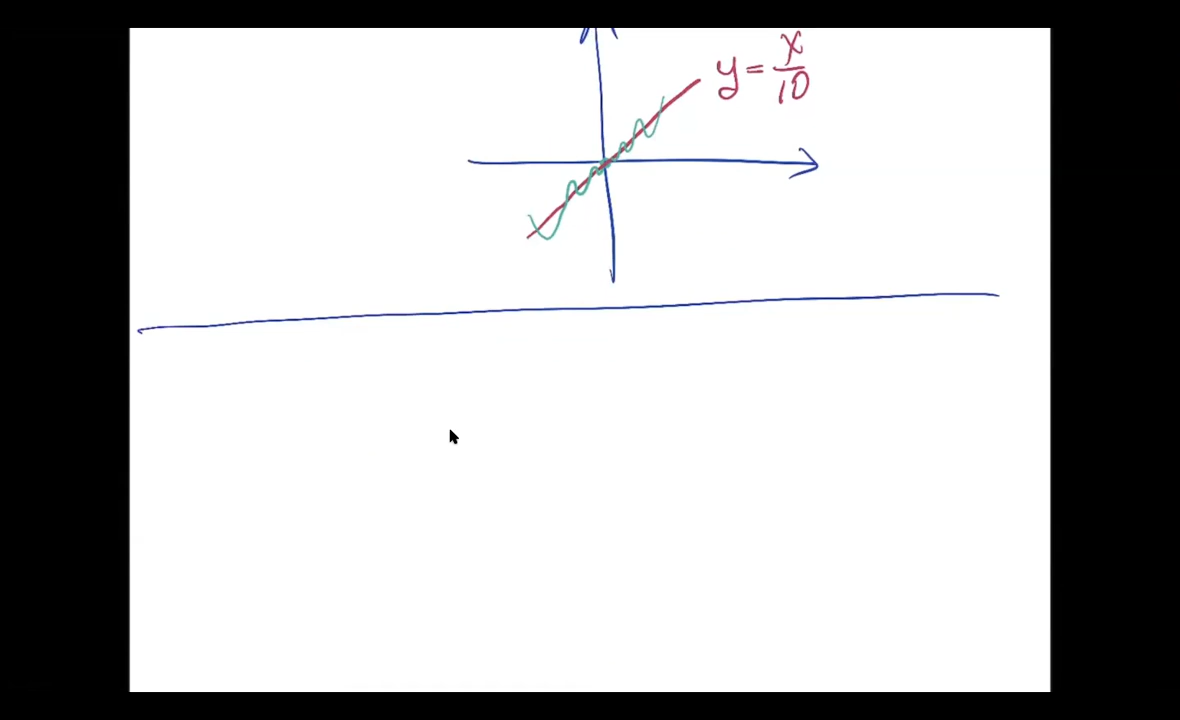 y = x/10